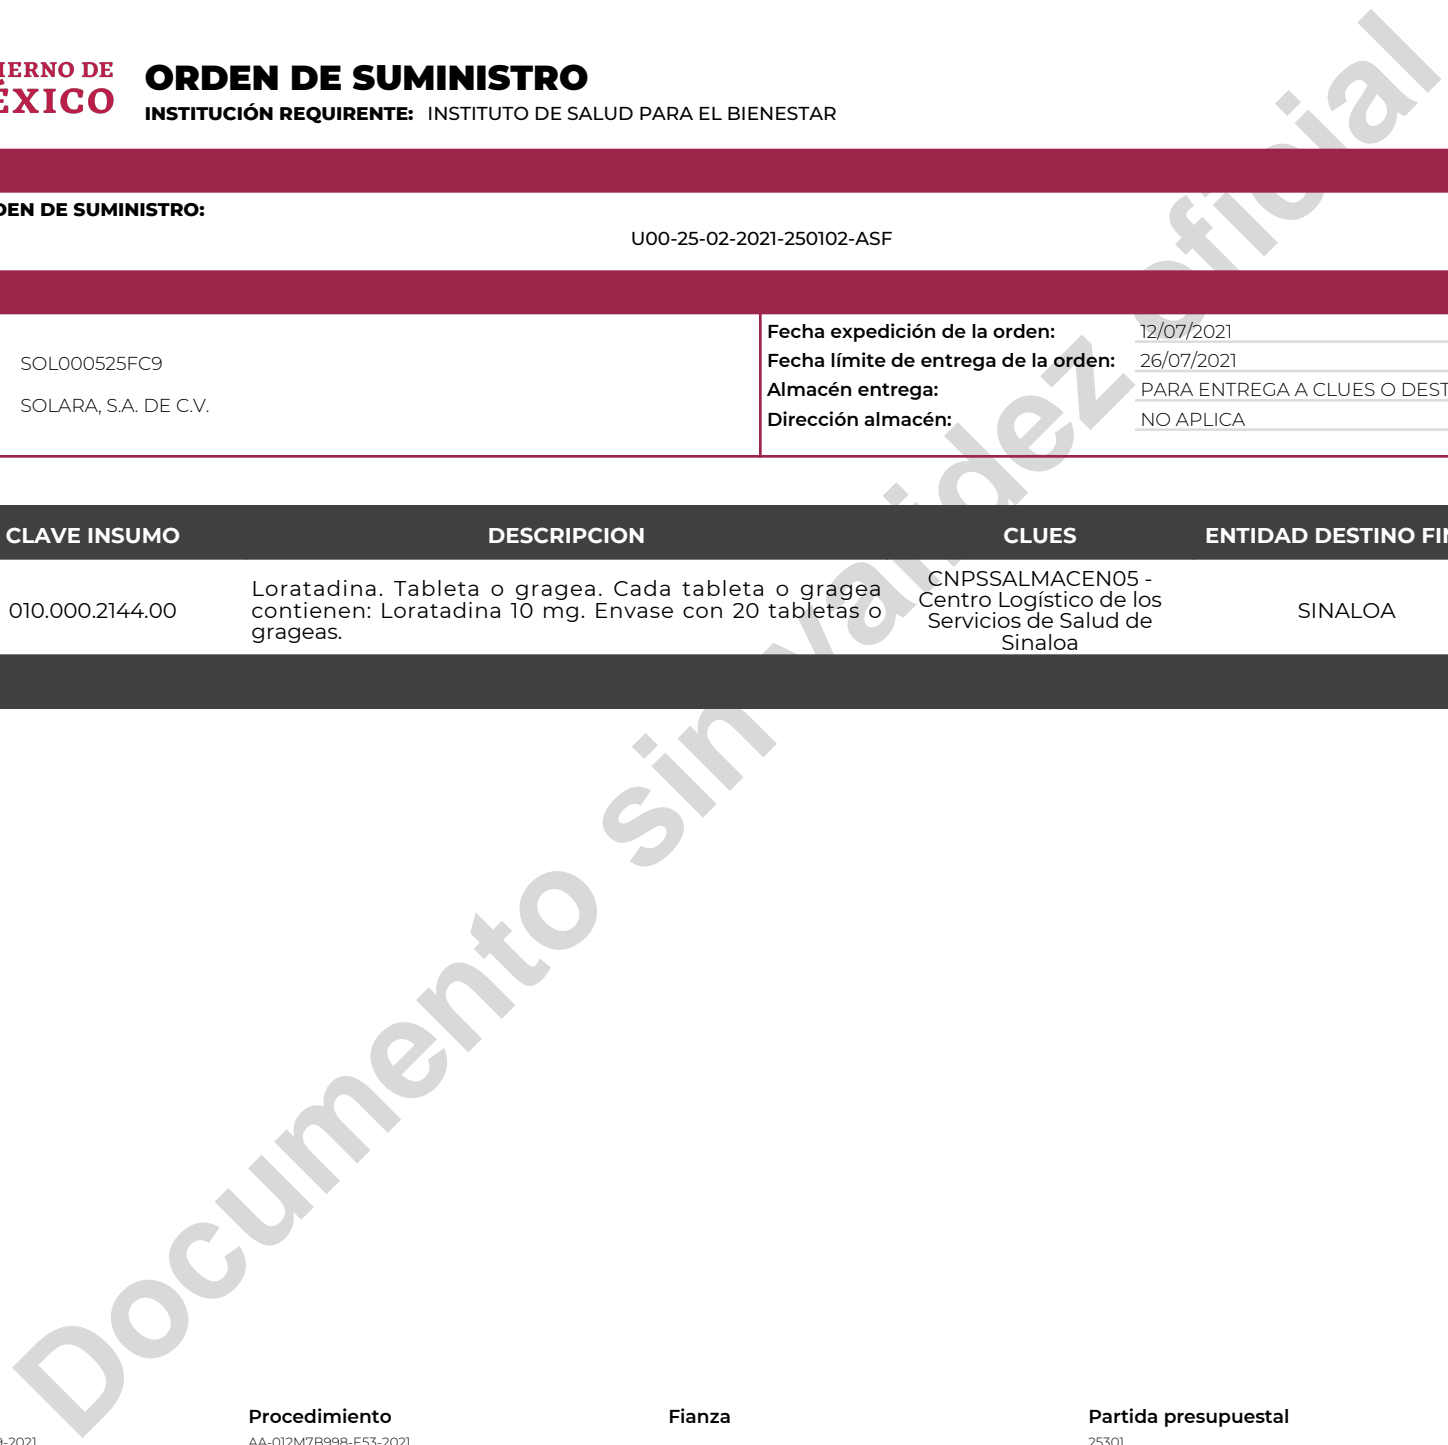 IERNO DE
ÉXICO
ORDEN DE SUMINISTRO
INSTITUCIÓN REQUIRENTE: INSTITUTO DE SALUD PARA EL BIENESTAR
DEN DE SUMINISTRO:
U00-25-02-2021-250102-ASF
SOL000525FC9
SOLARA, S.A. DE C.V.
Fecha expedición de la orden: 12/07/2021
Fecha límite de entrega de la orden: 26/07/2021
Almacén entrega: PARA ENTREGA A CLUES O DEST
Dirección almacén: NO APLICA
CLAVE INSUMO DESCRIPCION CLUES ENTIDAD DESTINO FIN
010.000.2144.00
Loratadina. Tableta o gragea. Cada tableta o gragea
contienen: Loratadina 10 mg. Envase con 20 tabletas o
grageas.
CNPSSALMACEN05 -
Centro Logístico de los
Servicios de Salud de
Sinaloa
SINALOA
Documento sin validez oficial
Procedimiento Fianza Partida presupuestal
9-2021 AA-012M7B998-E53-2021 25301